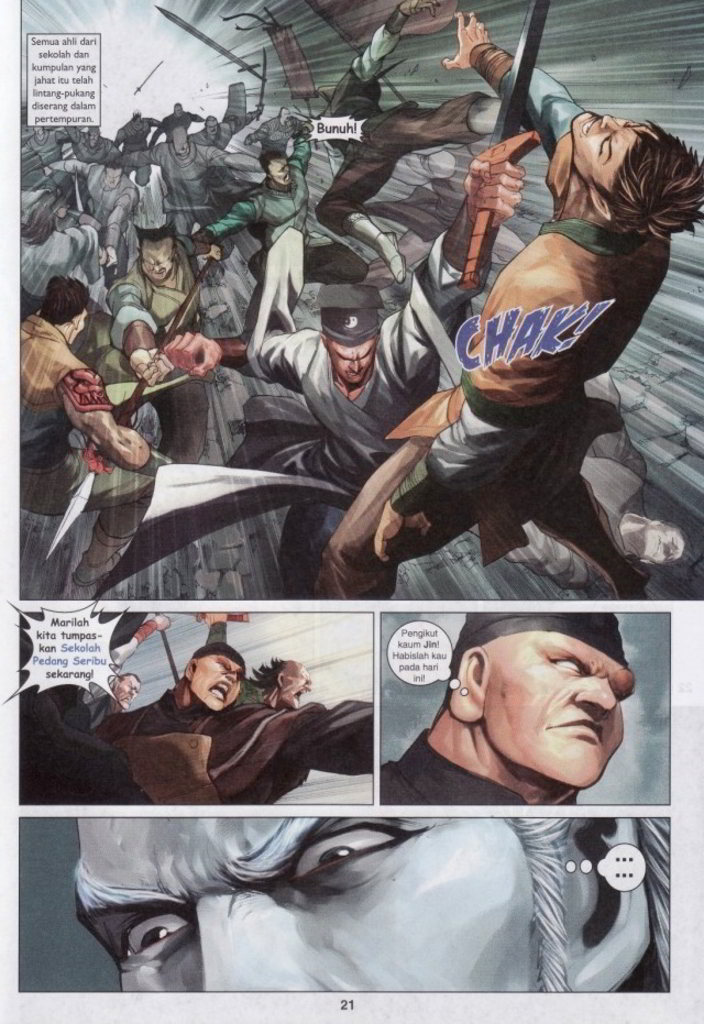 Semua ahli dari
sekolah dan
kumpulan yang
jahat itu telah
lintang-pukang
diserang dalam
pertempuran.
Bunuh!
CHAK!
Marilah
kita tumpas-
kan Sekolah
Pedang Seribu
sekarang!
Pengikut
kaum Jin!
Habislah kau
pada hari
ini!
...
...
21